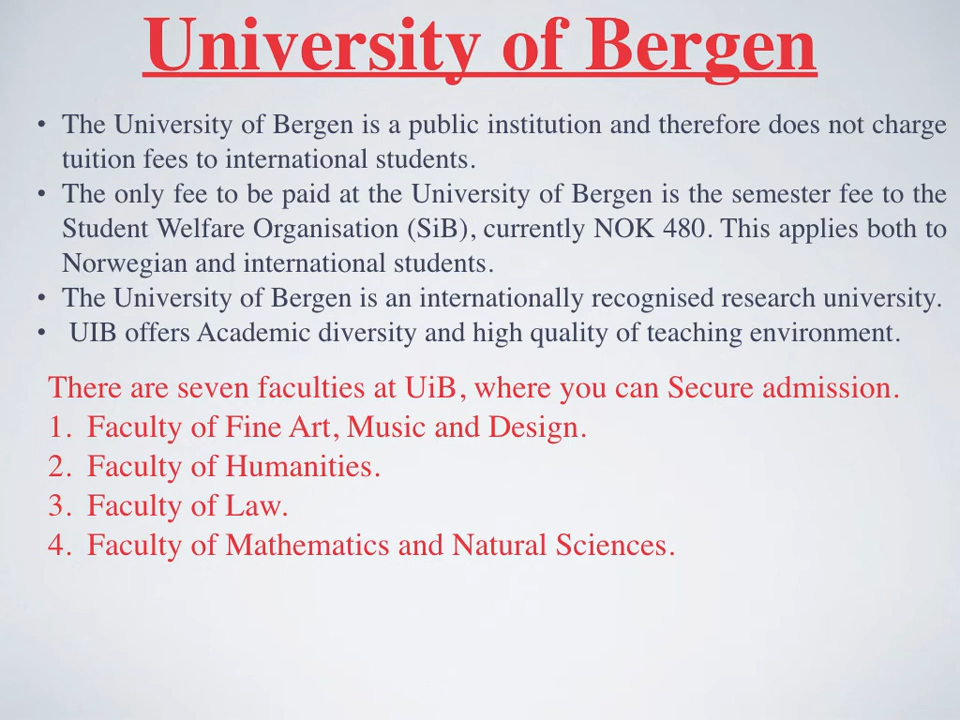 University of Bergen
• The University of Bergen is a public institution and therefore does not charge
tuition fees to international students.
• The only fee to be paid at the University of Bergen is the semester fee to the
Student Welfare Organisation (SiB), currently NOK 480. This applies both to
Norwegian and international students.
• The University of Bergen is an internationally recognised research university.
• UIB offers Academic diversity and high quality of teaching environment.
There are seven faculties at UiB, where you can Secure admission.
1. Faculty of Fine Art, Music and Design.
2. Faculty of Humanities.
3. Faculty of Law.
4. Faculty of Mathematics and Natural Sciences.